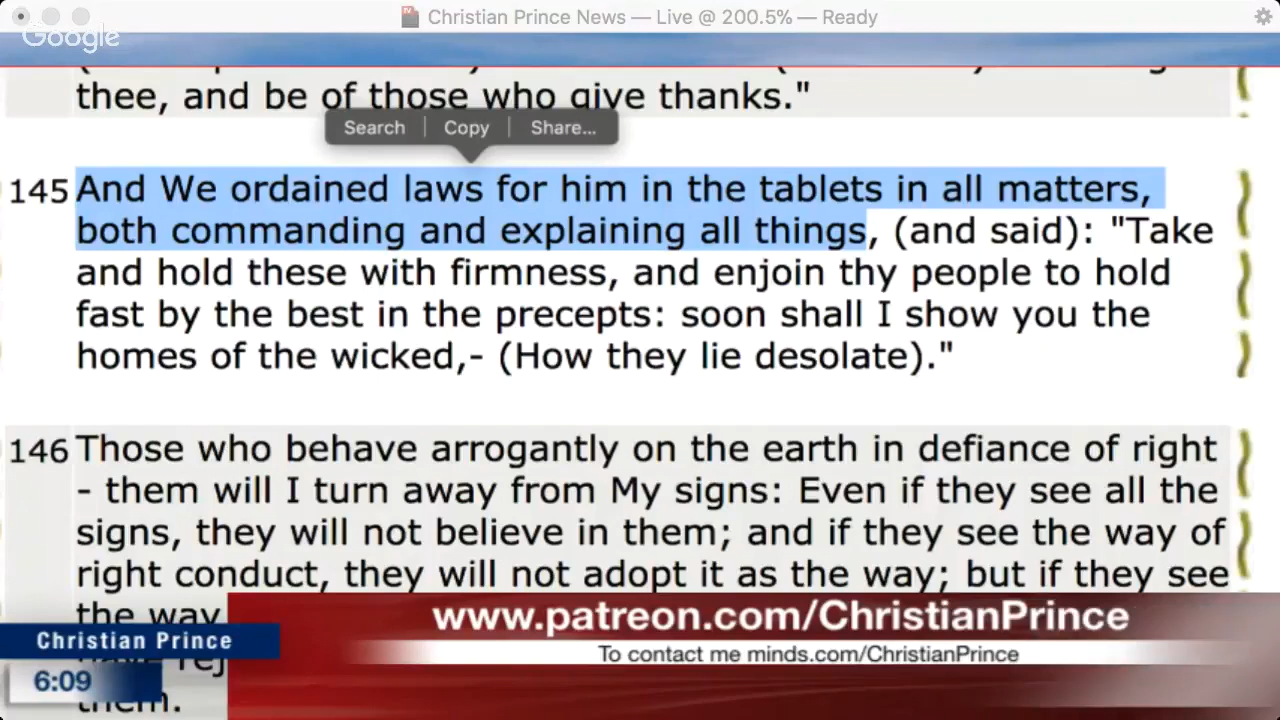 Christian Prince News — Live @ 200.5% — Ready
Google
thee, and be of those who give thanks."
Search Copy Share...
145 And We ordained laws for him in the tablets in all matters,
both commanding and explaining all things, (and said): "Take
and hold these with firmness, and enjoin thy people to hold
fast by the best in the precepts: soon shall I show you the
homes of the wicked,- (How they lie desolate)."
146 Those who behave arrogantly on the earth in defiance of right
- them will I turn away from My signs: Even if they see all the
signs, they will not believe in them; and if they see the way of
right conduct, they will not adopt it as the way; but if they see
the way
www.patreon.com/ChristianPrince
Christian Prince
To contact me minds.com/ChristianPrince
6:09
them.